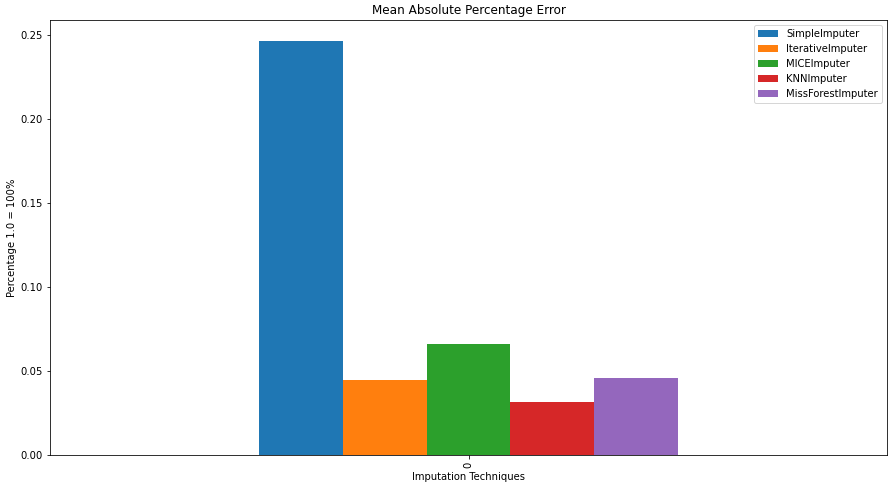 Mean Absolute Percentage Error
SimpleImputer
IterativeImputer
MICEImputer
KNNImputer
MissForestImputer
Percentage 1.0 = 100%
0.25
0.20
0.15
0.10
0.05
0.00
0
Imputation Techniques